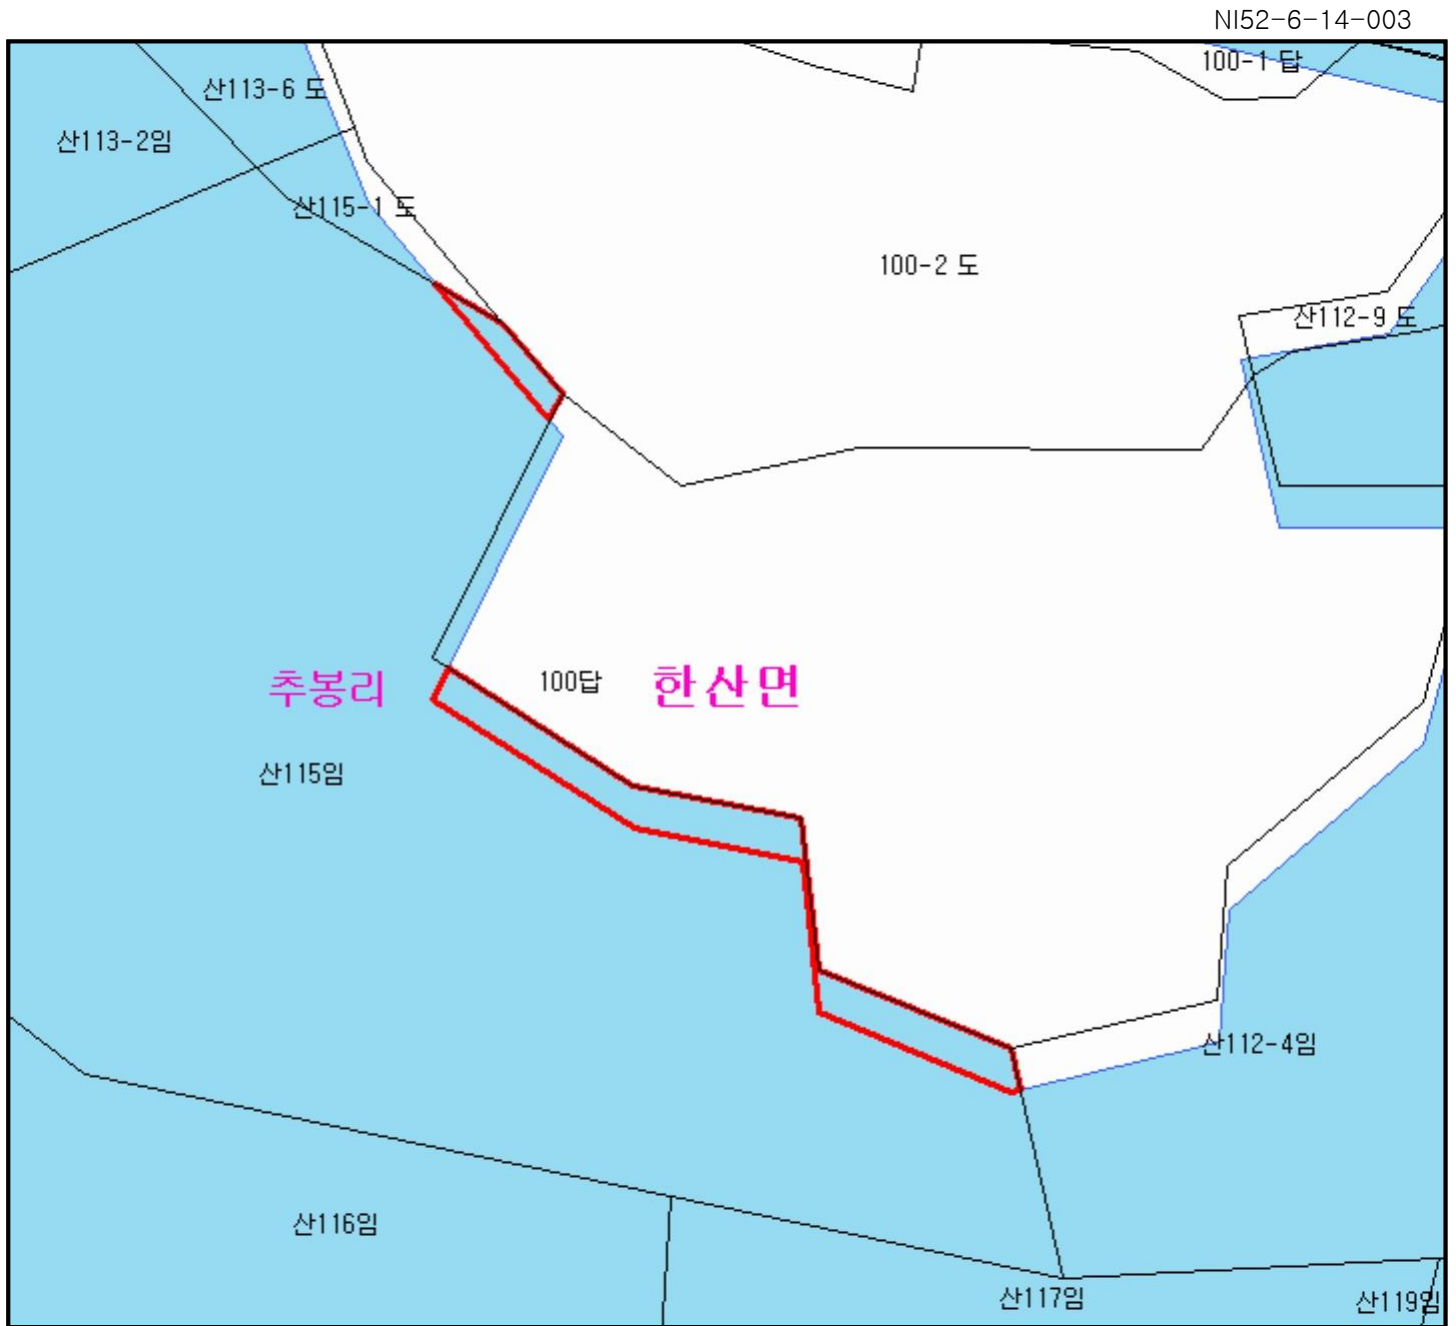 NI52-6-14-003
100-1 답
산113-6 도
산113-2임
산115-1 도
100-2 도
산112-9 도
추봉리
100답
한산면
산115임
산112-4임
산116임
산117임
산119임